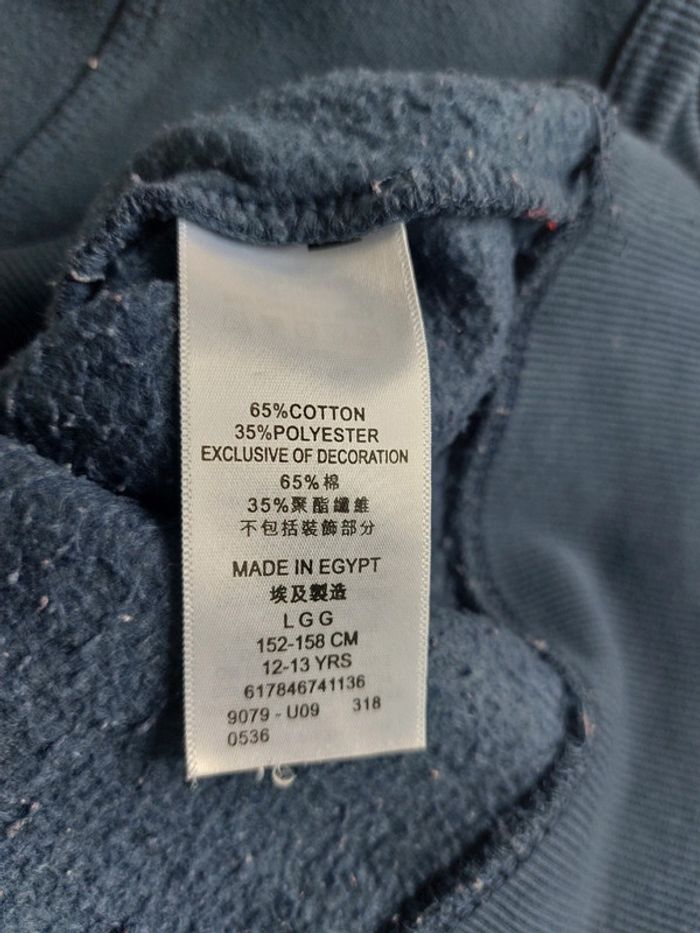 65%COTTON
35%POLYESTER
EXCLUSIVE OF DECORATION
65%棉
35%聚酯纖維
不包括裝飾部分
MADE IN EGYPT
埃及製造
L G G
152-158 CM
12-13 YRS
617846741136
9079 - U09 318
0536